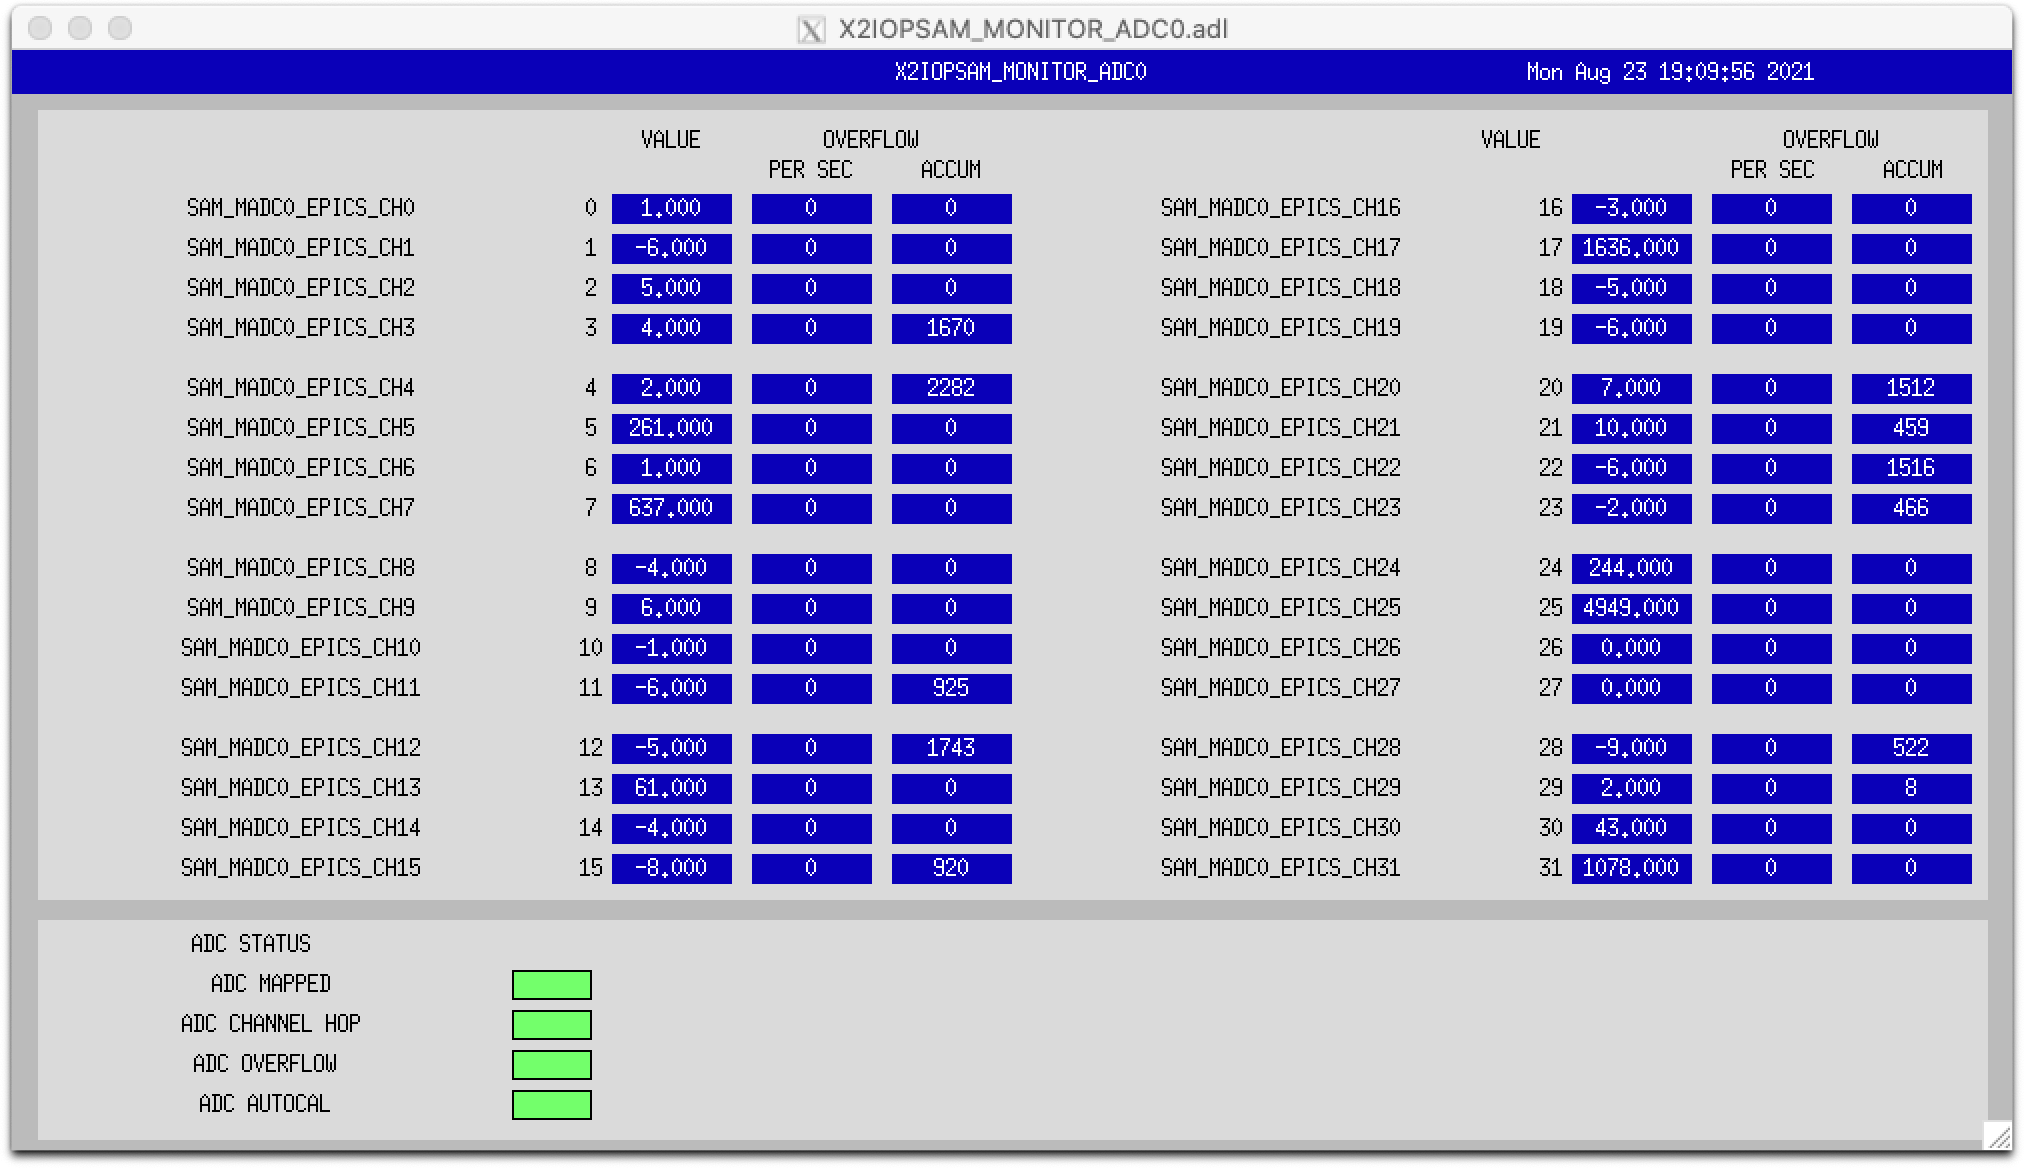 X2IOPSAM_MONITOR_ADC0.adl
X2IOPSAM_MONITOR_ADC0 Mon Aug 23 19:09:56 2021
VALUE OVERFLOW VALUE OVERFLOW
PER SEC ACCUM PER SEC ACCUM
SAM_MADC0_EPICS_CH0 0 1.000 0 0 SAM_MADC0_EPICS_CH16 16 -3.000 0 0
SAM_MADC0_EPICS_CH1 1 -6.000 0 0 SAM_MADC0_EPICS_CH17 17 1636.000 0 0
SAM_MADC0_EPICS_CH2 2 5.000 0 0 SAM_MADC0_EPICS_CH18 18 -5.000 0 0
SAM_MADC0_EPICS_CH3 3 4.000 0 1670 SAM_MADC0_EPICS_CH19 19 -6.000 0 0
SAM_MADC0_EPICS_CH4 4 2.000 0 2282 SAM_MADC0_EPICS_CH20 20 7.000 0 1512
SAM_MADC0_EPICS_CH5 5 261.000 0 0 SAM_MADC0_EPICS_CH21 21 10.000 0 459
SAM_MADC0_EPICS_CH6 6 1.000 0 0 SAM_MADC0_EPICS_CH22 22 -6.000 0 1516
SAM_MADC0_EPICS_CH7 7 637.000 0 0 SAM_MADC0_EPICS_CH23 23 -2.000 0 466
SAM_MADC0_EPICS_CH8 8 -4.000 0 0 SAM_MADC0_EPICS_CH24 24 244.000 0 0
SAM_MADC0_EPICS_CH9 9 6.000 0 0 SAM_MADC0_EPICS_CH25 25 4949.000 0 0
SAM_MADC0_EPICS_CH10 10 -1.000 0 0 SAM_MADC0_EPICS_CH26 26 0.000 0 0
SAM_MADC0_EPICS_CH11 11 -6.000 0 925 SAM_MADC0_EPICS_CH27 27 0.000 0 0
SAM_MADC0_EPICS_CH12 12 -5.000 0 1743 SAM_MADC0_EPICS_CH28 28 -9.000 0 522
SAM_MADC0_EPICS_CH13 13 61.000 0 0 SAM_MADC0_EPICS_CH29 29 2.000 0 8
SAM_MADC0_EPICS_CH14 14 -4.000 0 0 SAM_MADC0_EPICS_CH30 30 43.000 0 0
SAM_MADC0_EPICS_CH15 15 -8.000 0 920 SAM_MADC0_EPICS_CH31 31 1078.000 0 0
ADC STATUS
ADC MAPPED
ADC CHANNEL HOP
ADC OVERFLOW
ADC AUTOCAL